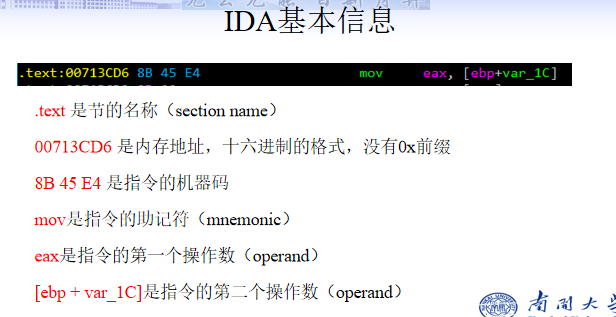 IDA基本信息
.text:00713CD6 8B 45 E4 mov eax, [ebp+var_1C]
.text 是节的名称（section name）
00713CD6 是内存地址，十六进制的格式，没有0x前缀
8B 45 E4 是指令的机器码
mov是指令的助记符（mnemonic）
eax是指令的第一个操作数（operand）
[ebp + var_1C]是指令的第二个操作数（operand）
南開大